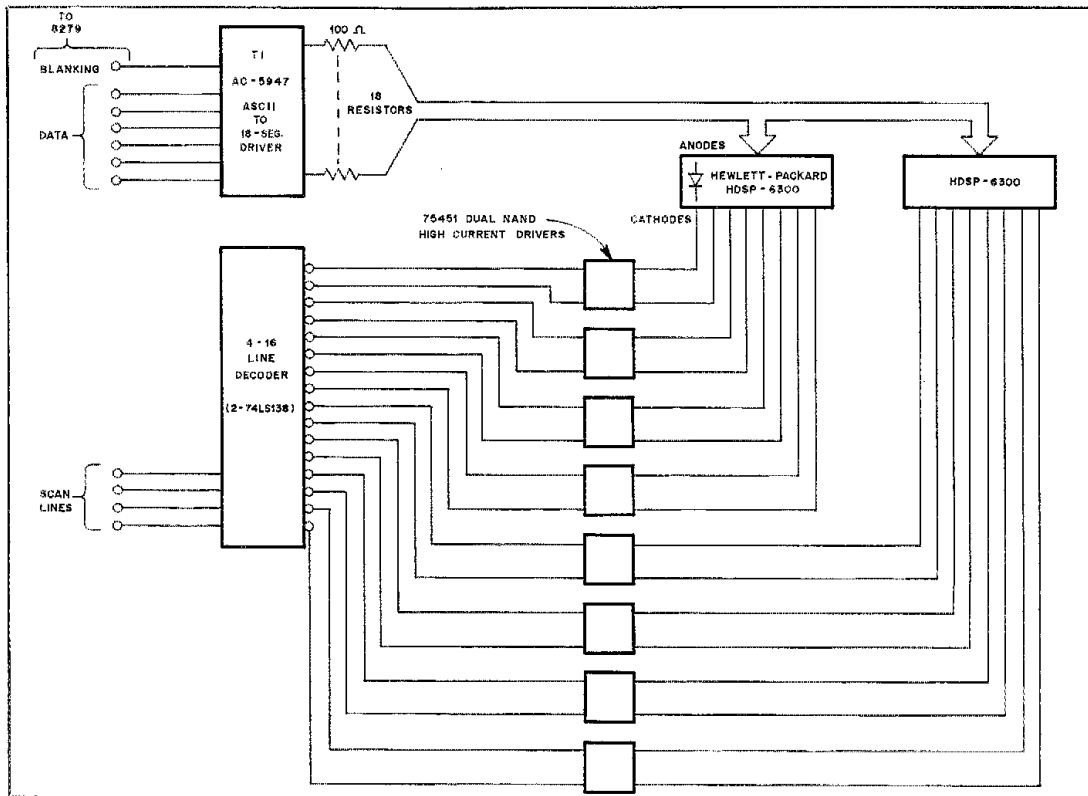 TO
8279
BLANKING
DATA
TI
AC-5947
ASCII
TO
18-SEG.
DRIVER
100 Ω
18
RESISTORS
ANODES
HEWLETT-PACKARD
HDSP-6300
CATHODES
HDSP-6300
75451 DUAL NAND
HIGH CURRENT DRIVERS
4-16
LINE
DECODER
(2-74LS138)
SCAN
LINES